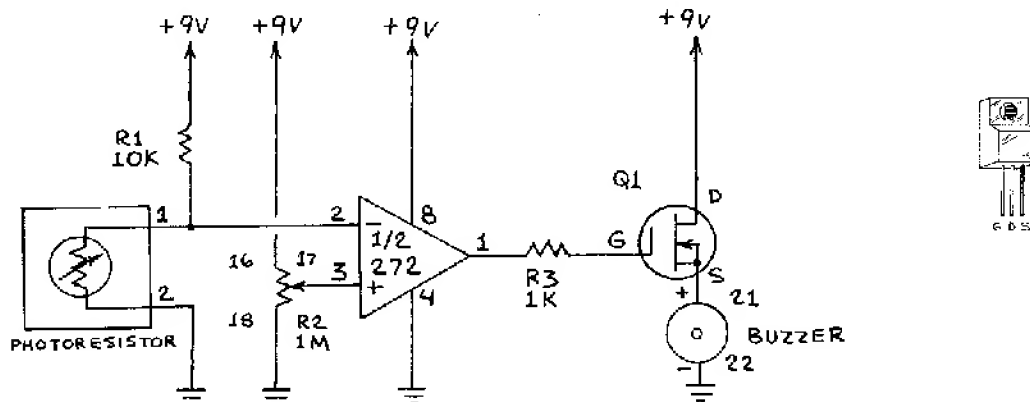 +9V
+9V
+9V
+9V
R1
10K
Q1
D
1
2
-
8
1/2
G
16
17
1
272
3
+
R3
1K
S
2
4
+
21
18
R2
1M
BUZZER
PHOTORESISTOR
-
22
G D S